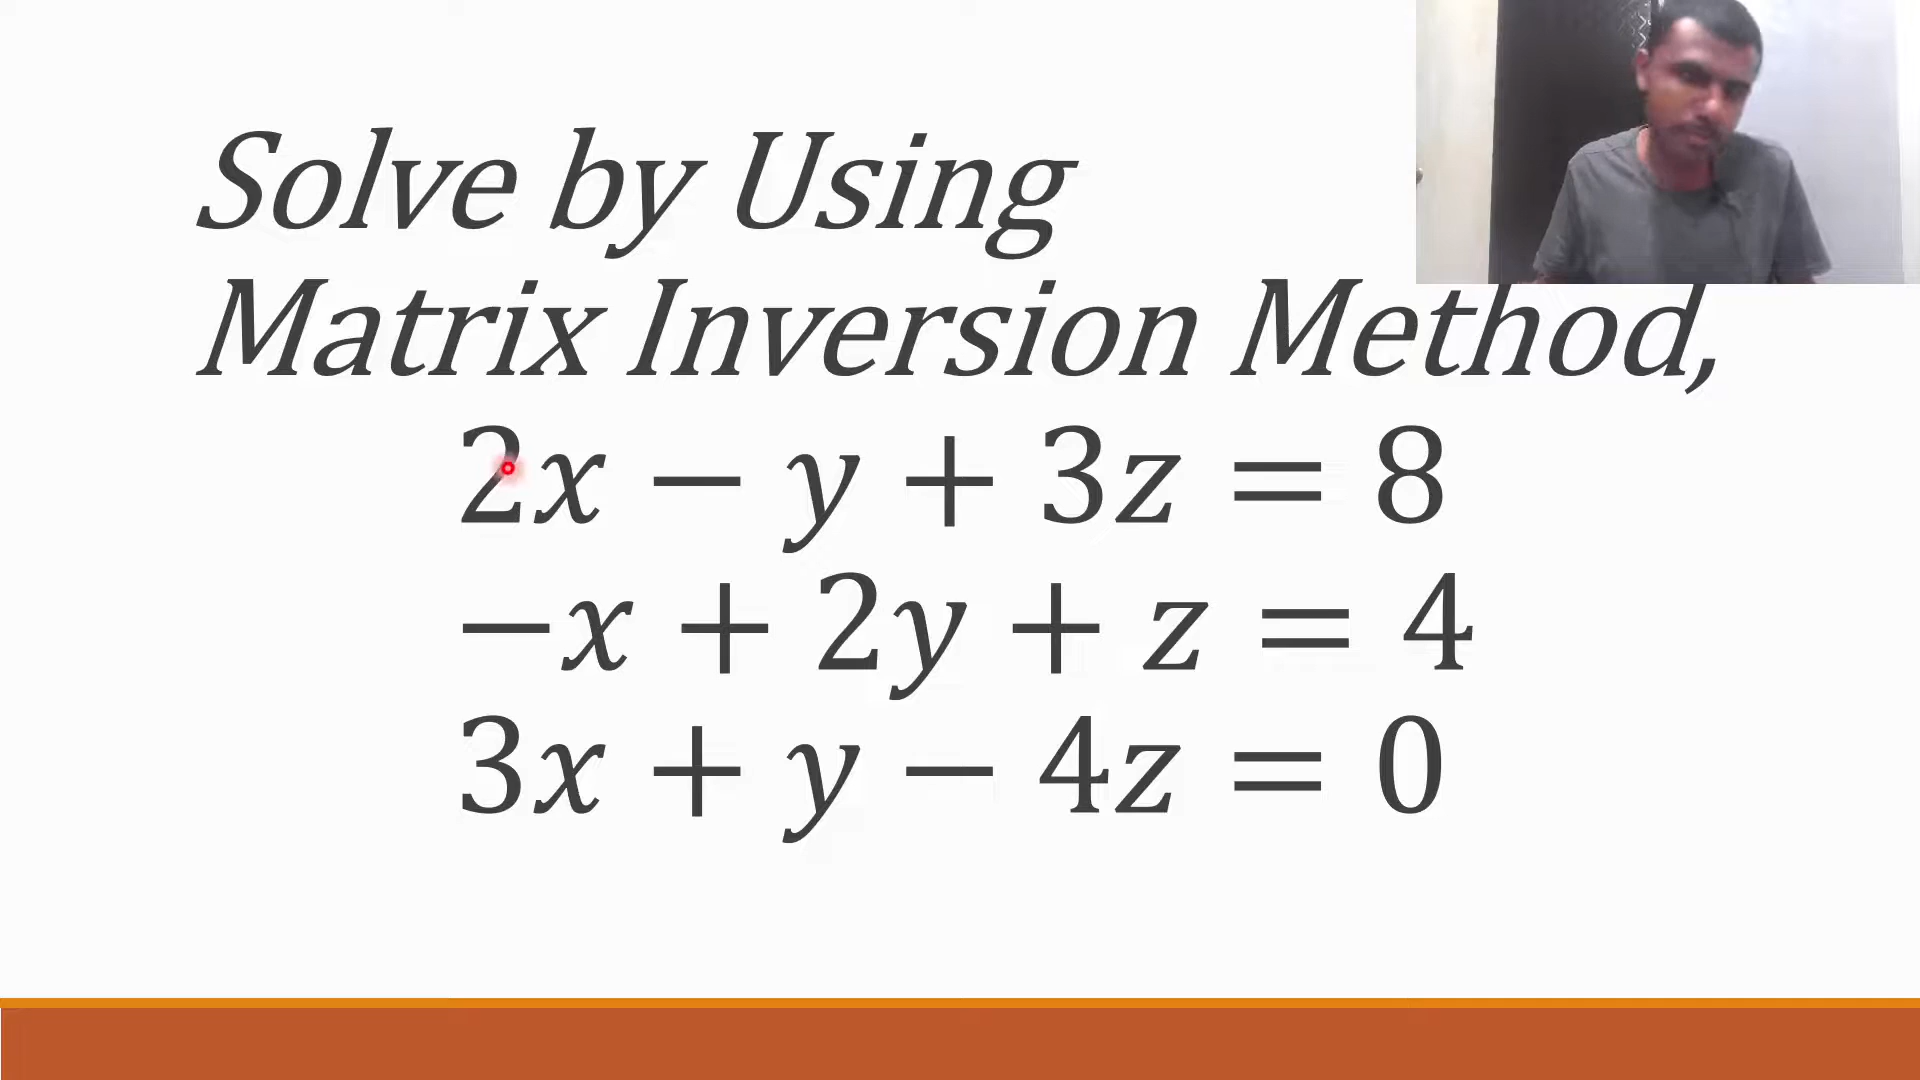 Solve by Using
Matrix Inversion Method,
2x − y + 3z = 8
−x + 2y + z = 4
3x + y − 4z = 0